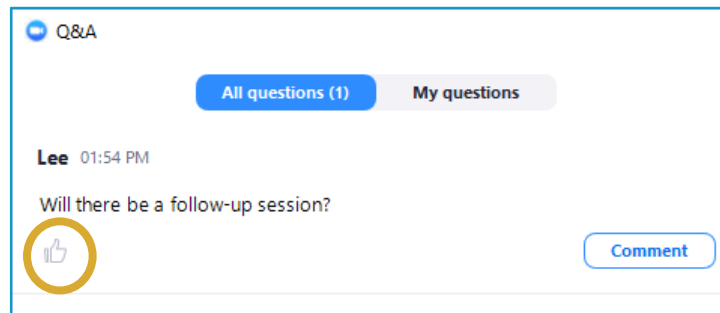 Q&A
All questions (1) My questions
Lee 01:54 PM
Will there be a follow-up session?
Comment